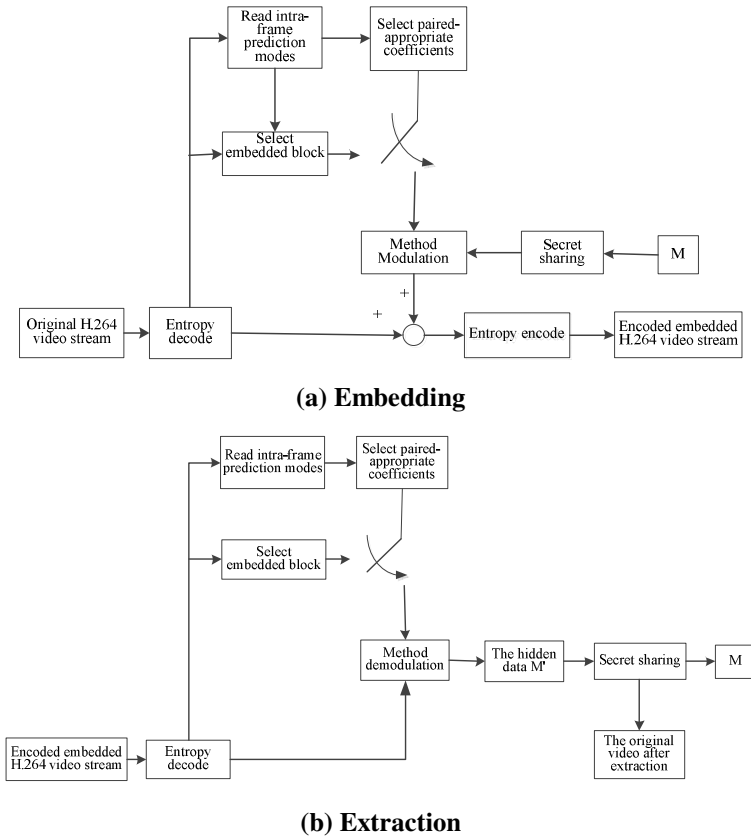 Read intra-
frame
prediction
modes
Select paired-
appropriate
coefficients
Select
embedded block
Method
Modulation
Secret
sharing
M
+
+
Original H.264
video stream
Entropy
decode
Entropy encode
Encoded embedded
H.264 video stream
(a) Embedding
Read intra-frame
prediction modes
Select paired-
appropriate
coefficients
Select
embedded block
Method
demodulation
The hidden
data M'
Secret sharing
M
Encoded embedded
H.264 video stream
Entropy
decode
The original
video after
extraction
(b) Extraction